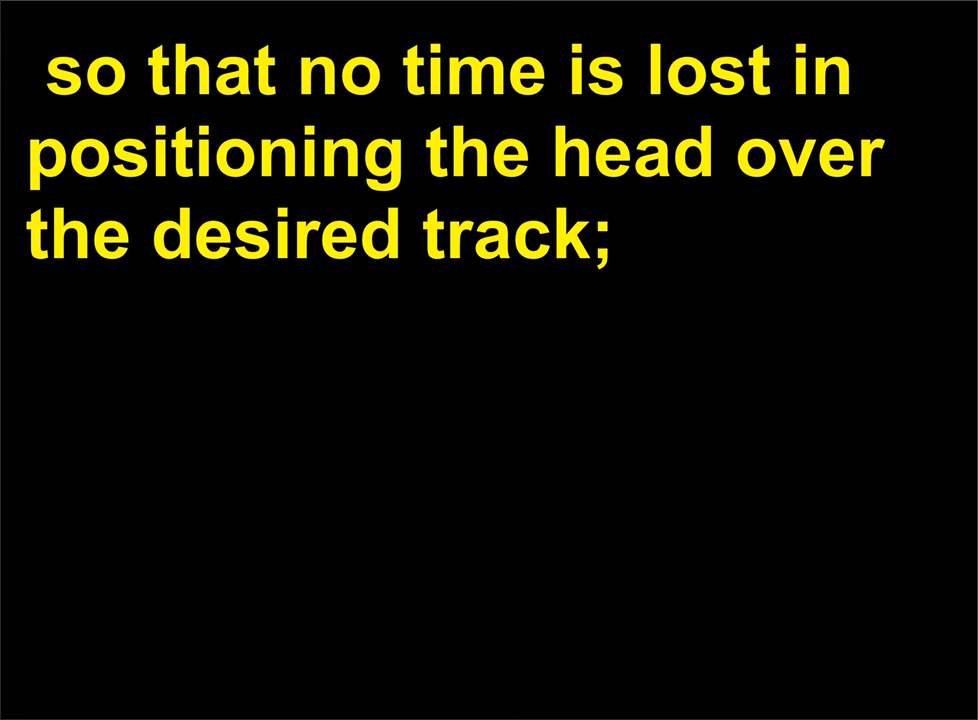 so that no time is lost in
positioning the head over
the desired track;